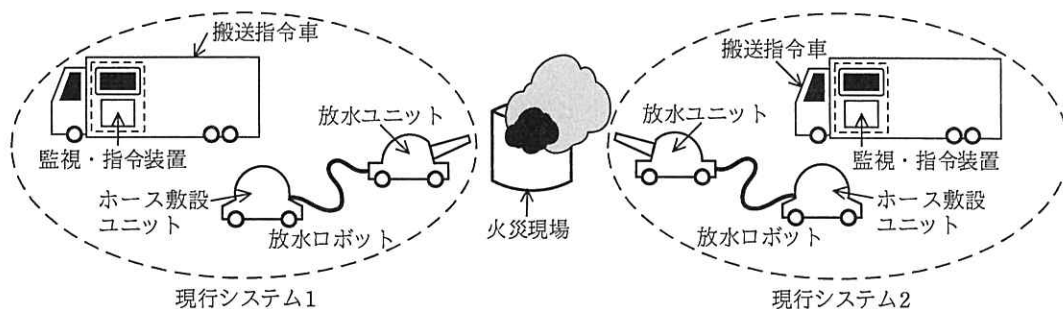 搬送指令車
監視・指令装置
放水ユニット
ホース敷設
ユニット
放水ロボット
現行システム1
火災現場
搬送指令車
放水ユニット
監視・指令装置
ホース敷設
ユニット
放水ロボット
現行システム2